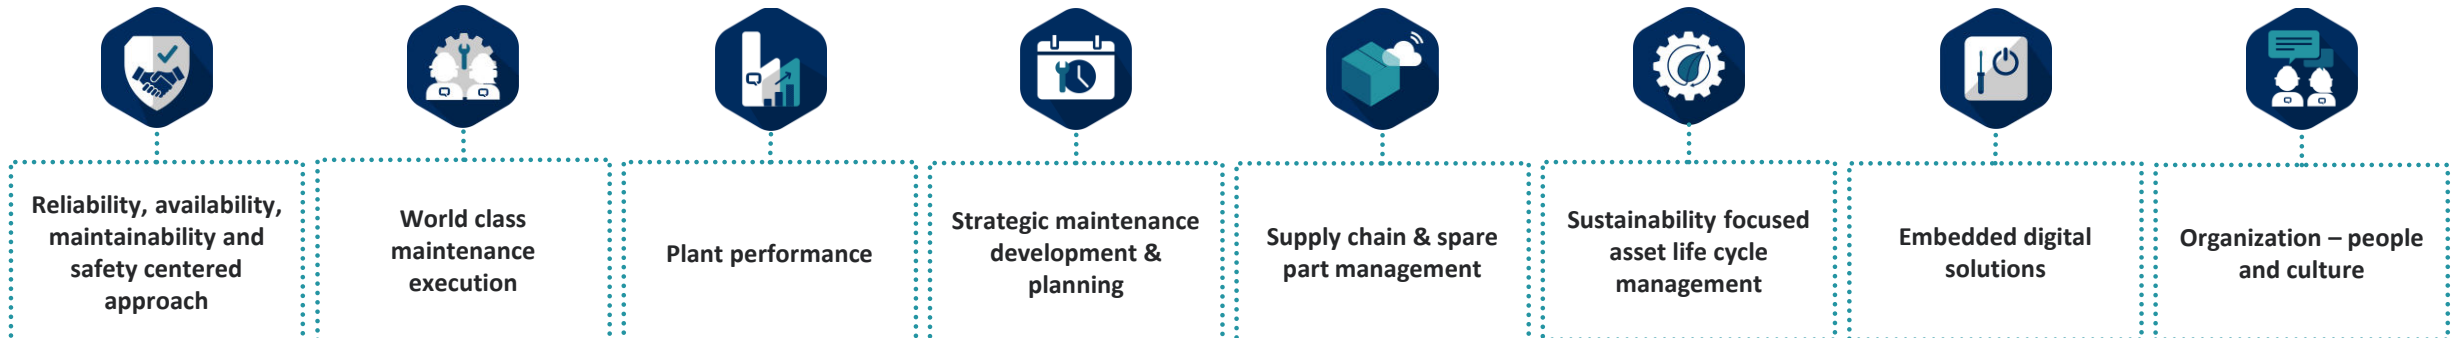 Reliability, availability,
maintainability and
safety centered
approach
World class
maintenance
execution
Plant performance
Strategic maintenance
development &
planning
Supply chain & spare
part management
Sustainability focused
asset life cycle
management
Embedded digital
solutions
Organization – people
and culture